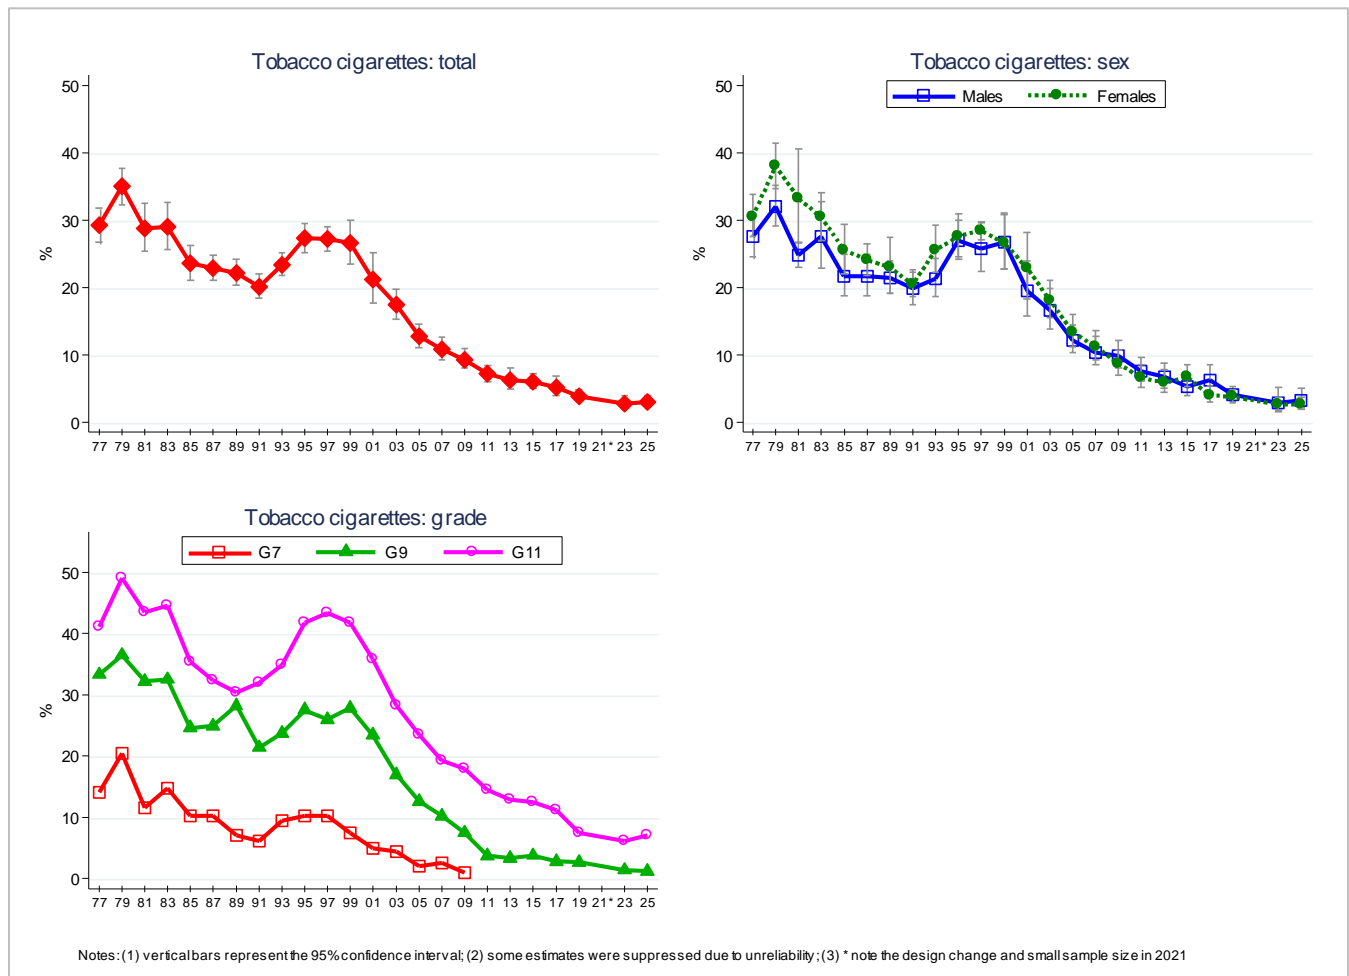 Tobacco cigarettes: total
50
40
30
20
10
0
%
77 79 81 83 85 87 89 91 93 95 97 99 01 03 05 07 09 11 13 15 17 19 21* 23 25
Tobacco cigarettes: sex
Males Females
50
40
30
20
10
0
%
77 79 81 83 85 87 89 91 93 95 97 99 01 03 05 07 09 11 13 15 17 19 21* 23 25
Tobacco cigarettes: grade
G7 G9 G11
50
40
30
20
10
0
%
77 79 81 83 85 87 89 91 93 95 97 99 01 03 05 07 09 11 13 15 17 19 21* 23 25
Notes: (1) vertical bars represent the 95% confidence interval; (2) some estimates were suppressed due to unreliability; (3) * note the design change and small sample size in 2021